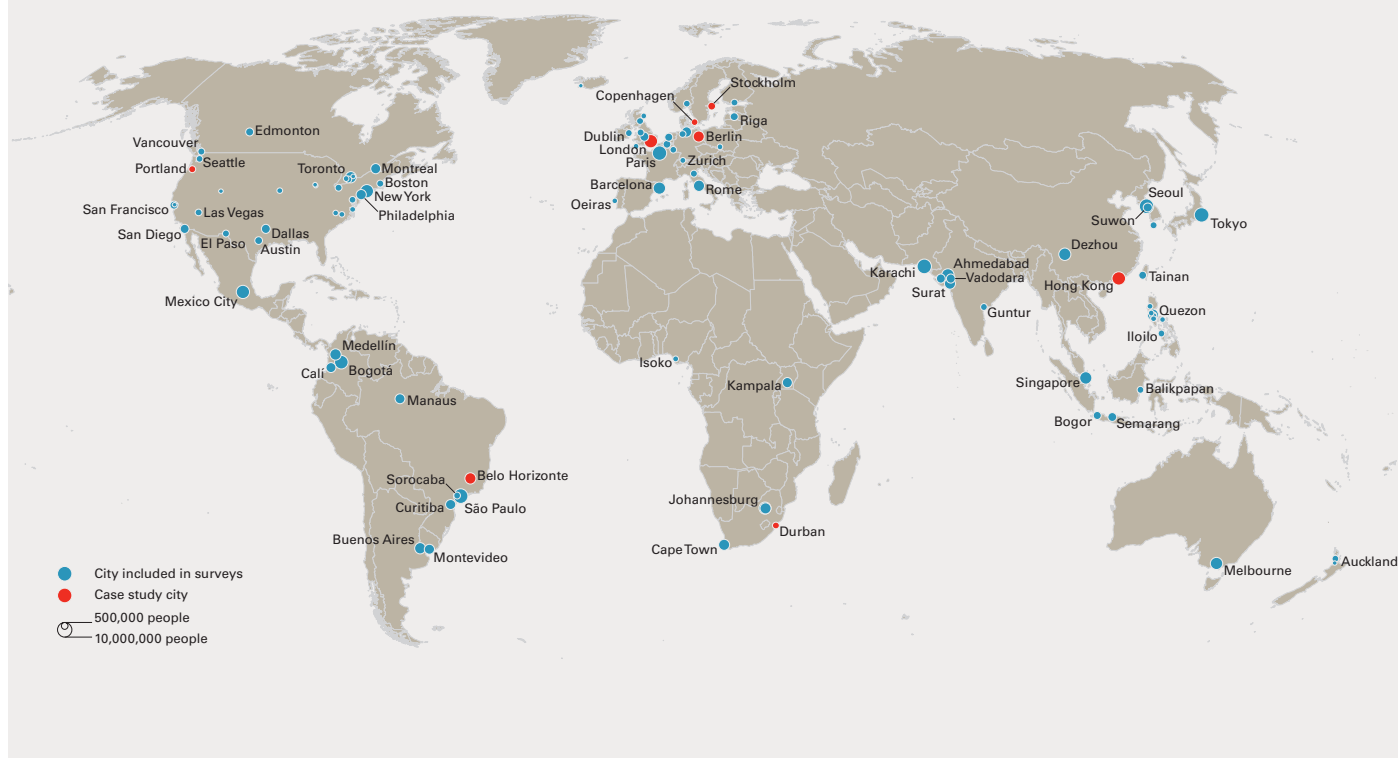 Stockholm
Copenhagen
Edmonton
Riga
Vancouver
Dublin
Berlin
London
Seattle
Paris
Zurich
Portland
Toronto
Montreal
Boston
Barcelona
Rome
New York
Seoul
Oeiras
San Francisco
Las Vegas
Philadelphia
Suwon
Tokyo
San Diego
El Paso
Dallas
Austin
Dezhou
Ahmedabad
Karachi
Vadodara
Tainan
Hong Kong
Surat
Mexico City
Guntur
Quezon
Iloilo
Medellín
Isoko
Cali
Bogotá
Kampala
Singapore
Balikpapan
Manaus
Bogor
Semarang
Belo Horizonte
Sorocaba
Johannesburg
Curitiba
São Paulo
Durban
Buenos Aires
Cape Town
Montevideo
Auckland
Melbourne
City included in surveys
Case study city
500,000 people
10,000,000 people